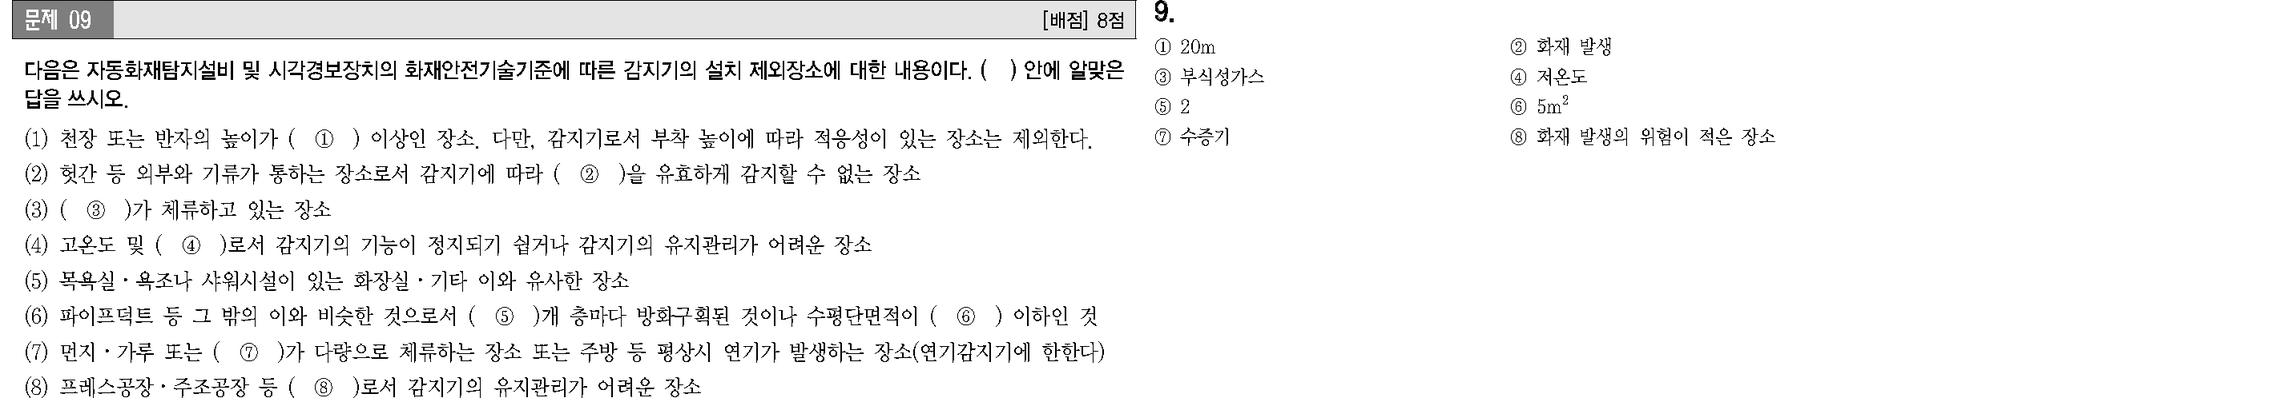 문제 09
[배점] 8점
다음은 자동화재탐지설비 및 시각경보장치의 화재안전기술기준에 따른 감지기의 설치 제외장소에 대한 내용이다. (   ) 안에 알맞은
답을 쓰시오.
(1) 천장 또는 반자의 높이가 ( ① ) 이상인 장소. 다만, 감지기로서 부착 높이에 따라 적응성이 있는 장소는 제외한다.
(2) 헛간 등 외부와 기류가 통하는 장소로서 감지기에 따라 ( ② )을 유효하게 감지할 수 없는 장소
(3) ( ③ )가 체류하고 있는 장소
(4) 고온도 및 ( ④ )로서 감지기의 기능이 정지되기 쉽거나 감지기의 유지관리가 어려운 장소
(5) 목욕실·욕조나 샤워시설이 있는 화장실·기타 이와 유사한 장소
(6) 파이프덕트 등 그 밖의 이와 비슷한 것으로서 ( ⑤ )개 층마다 방화구획된 것이나 수평단면적이 ( ⑥ ) 이하인 것
(7) 먼지·가루 또는 ( ⑦ )가 다량으로 체류하는 장소 또는 주방 등 평상시 연기가 발생하는 장소(연기감지기에 한한다)
(8) 프레스공장·주조공장 등 ( ⑧ )로서 감지기의 유지관리가 어려운 장소
9.
① 20m ② 화재 발생
③ 부식성가스 ④ 저온도
⑤ 2 ⑥ 5m²
⑦ 수증기 ⑧ 화재 발생의 위험이 적은 장소